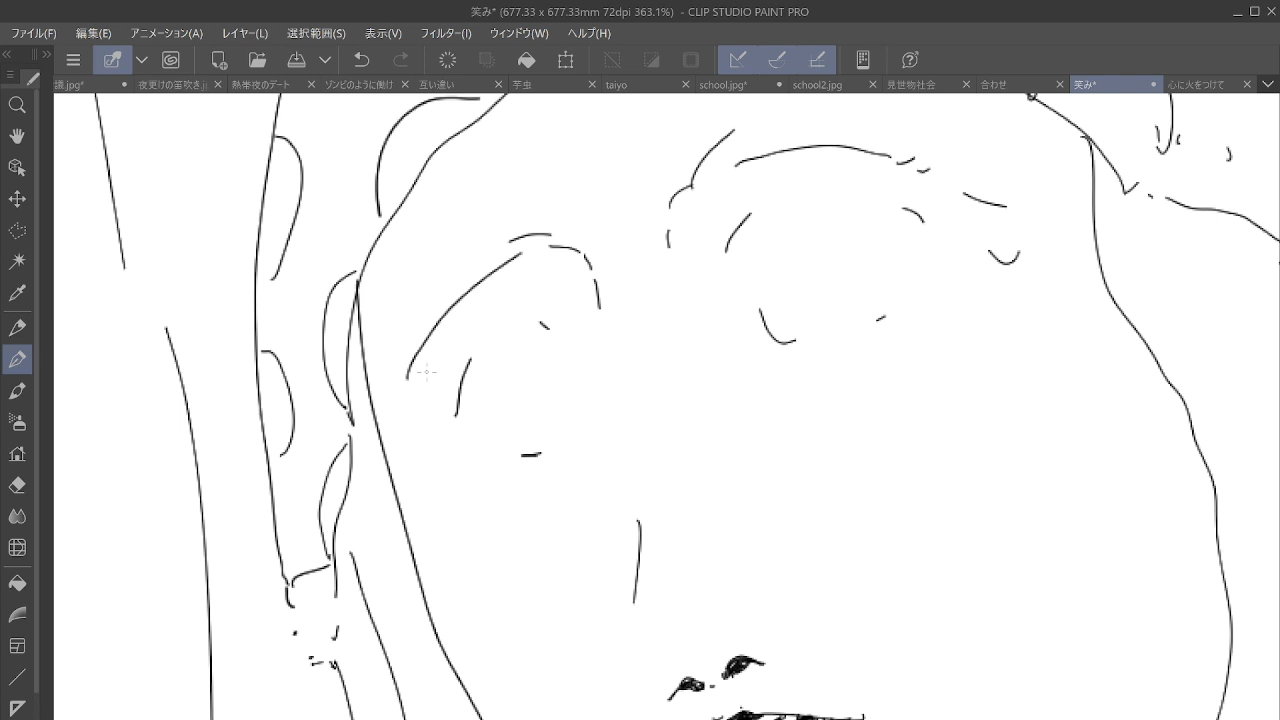 笑み* (677.33 x 677.33mm 72dpi 363.1%) - CLIP STUDIO PAINT PRO
ファイル(F) 編集(E) アニメーション(A) レイヤー(L) 選択範囲(S) 表示(V) フィルター(I) ウィンドウ(W) ヘルプ(H)
譲.jpg* 夜更けの笛吹き.j 熱帯夜のデート ゾンビのように働け 互い違い 芋虫 taiyo school.jpg* school2.jpg 見世物社会 合わせ 笑み* 心に火をつけて